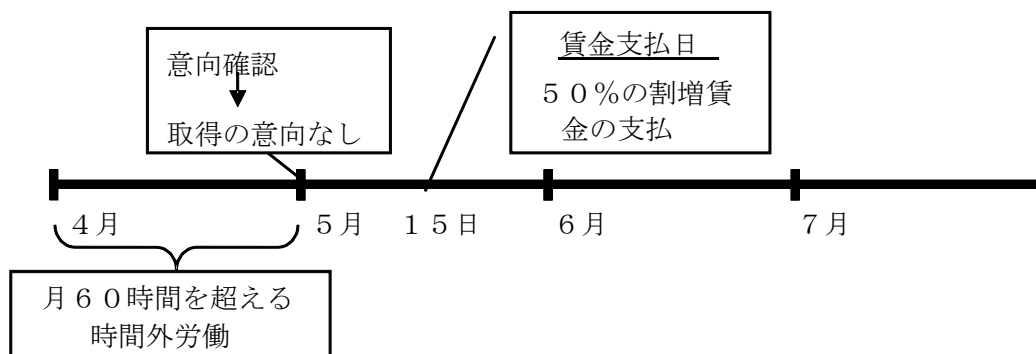 意向確認
取得の意向なし
賃金支払日
５０％の割増賃
金の支払
４月
５月
１５日
６月
７月
月６０時間を超える
時間外労働